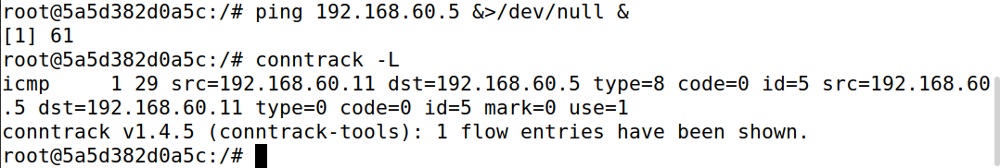 root@5a5d382d0a5c:/# ping 192.168.60.5 &>/dev/null &
[1] 61
root@5a5d382d0a5c:/# conntrack -L
icmp     1 29 src=192.168.60.11 dst=192.168.60.5 type=8 code=0 id=5 src=192.168.60
.5 dst=192.168.60.11 type=0 code=0 id=5 mark=0 use=1
conntrack v1.4.5 (conntrack-tools): 1 flow entries have been shown.
root@5a5d382d0a5c:/#